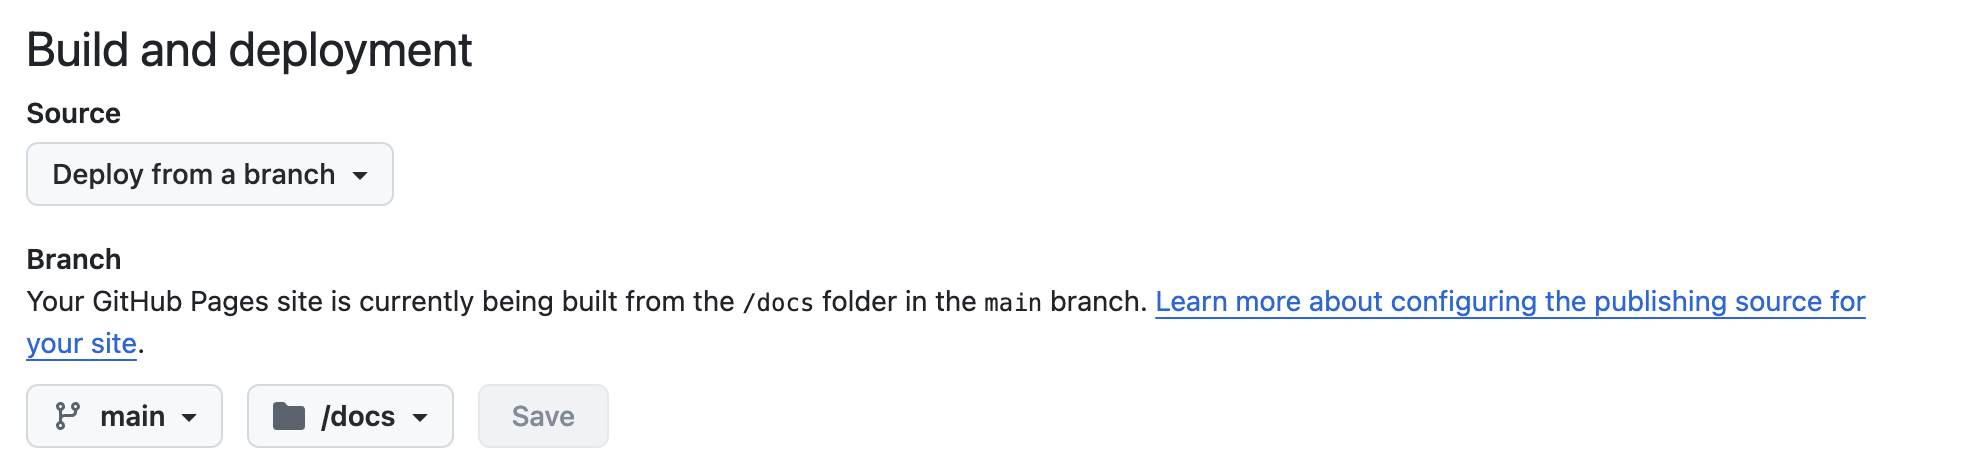 Build and deployment
Source
Deploy from a branch
Branch
Your GitHub Pages site is currently being built from the /docs folder in the main branch. Learn more about configuring the publishing source for
your site.
main /docs Save